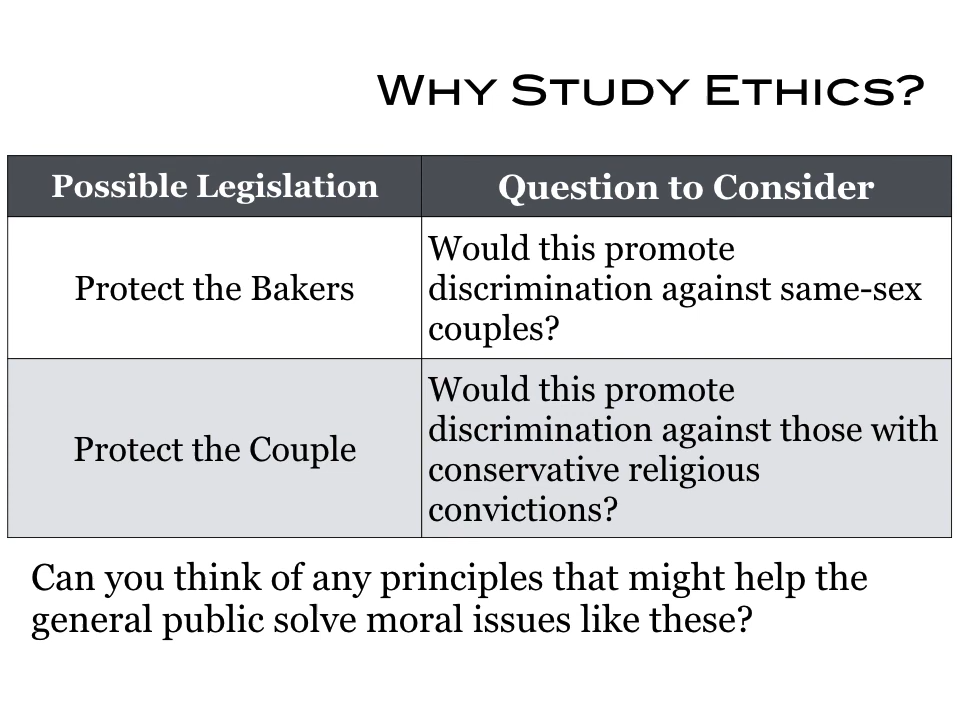 Why Study Ethics?
Possible Legislation
Question to Consider
Protect the Bakers
Would this promote
discrimination against same-sex
couples?
Protect the Couple
Would this promote
discrimination against those with
conservative religious
convictions?
Can you think of any principles that might help the
general public solve moral issues like these?